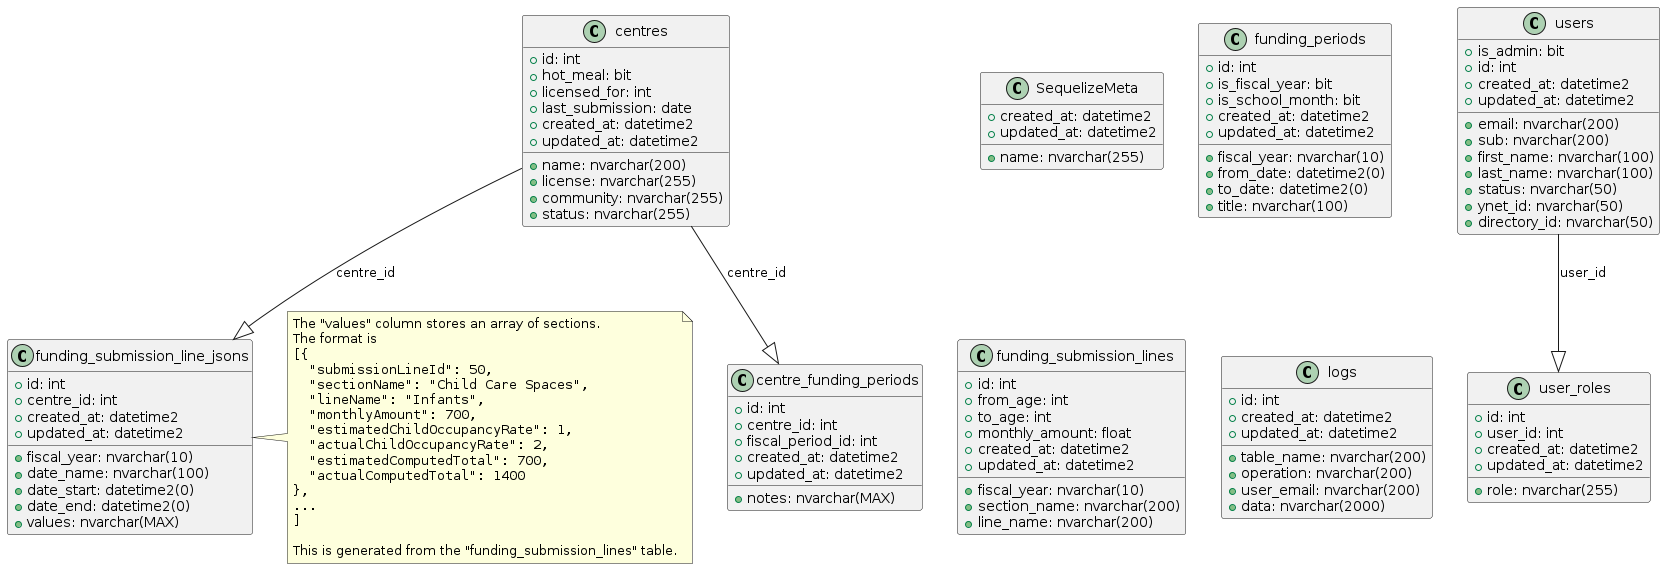 C centres
id: int
hot_meal: bit
licensed_for: int
last_submission: date
created_at: datetime2
updated_at: datetime2
name: nvarchar(200)
license: nvarchar(255)
community: nvarchar(255)
status: nvarchar(255)
C SequelizeMeta
created_at: datetime2
updated_at: datetime2
name: nvarchar(255)
C funding_periods
id: int
is_fiscal_year: bit
is_school_month: bit
created_at: datetime2
updated_at: datetime2
fiscal_year: nvarchar(10)
from_date: datetime2(0)
to_date: datetime2(0)
title: nvarchar(100)
C users
is_admin: bit
id: int
created_at: datetime2
updated_at: datetime2
email: nvarchar(200)
sub: nvarchar(200)
first_name: nvarchar(100)
last_name: nvarchar(100)
status: nvarchar(50)
ynet_id: nvarchar(50)
directory_id: nvarchar(50)
centre_id
centre_id
user_id
C funding_submission_line_jsons
id: int
centre_id: int
created_at: datetime2
updated_at: datetime2
fiscal_year: nvarchar(10)
date_name: nvarchar(100)
date_start: datetime2(0)
date_end: datetime2(0)
values: nvarchar(MAX)
The "values" column stores an array of sections.
The format is
[{
"submissionLineId": 50,
"sectionName": "Child Care Spaces",
"lineName": "Infants",
"monthlyAmount": 700,
"estimatedChildOccupancyRate": 1,
"actualChildOccupancyRate": 2,
"estimatedComputedTotal": 700,
"actualComputedTotal": 1400
},
...
]
This is generated from the "funding_submission_lines" table.
C centre_funding_periods
id: int
centre_id: int
fiscal_period_id: int
created_at: datetime2
updated_at: datetime2
notes: nvarchar(MAX)
C funding_submission_lines
id: int
from_age: int
to_age: int
monthly_amount: float
created_at: datetime2
updated_at: datetime2
fiscal_year: nvarchar(10)
section_name: nvarchar(200)
line_name: nvarchar(200)
C logs
id: int
created_at: datetime2
updated_at: datetime2
table_name: nvarchar(200)
operation: nvarchar(200)
user_email: nvarchar(200)
data: nvarchar(2000)
C user_roles
id: int
user_id: int
created_at: datetime2
updated_at: datetime2
role: nvarchar(255)